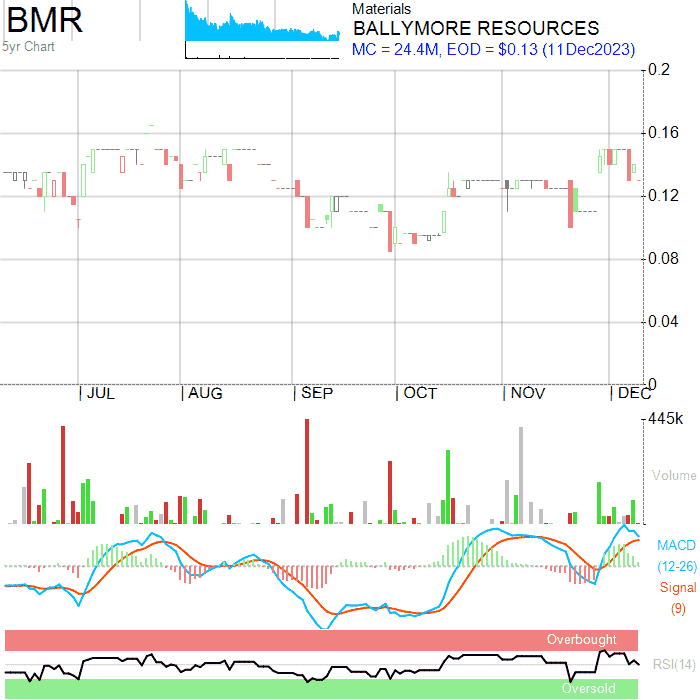 BMR
5yr Chart
Materials
BALLYMORE RESOURCES
MC = 24.4M, EOD = $0.13 (11Dec2023)
0.2
0.16
0.12
0.08
0.04
0
JUL AUG SEP OCT NOV DEC
445k
Volume
MACD
(12-26)
Signal
(9)
Overbought
RSI(14)
Oversold